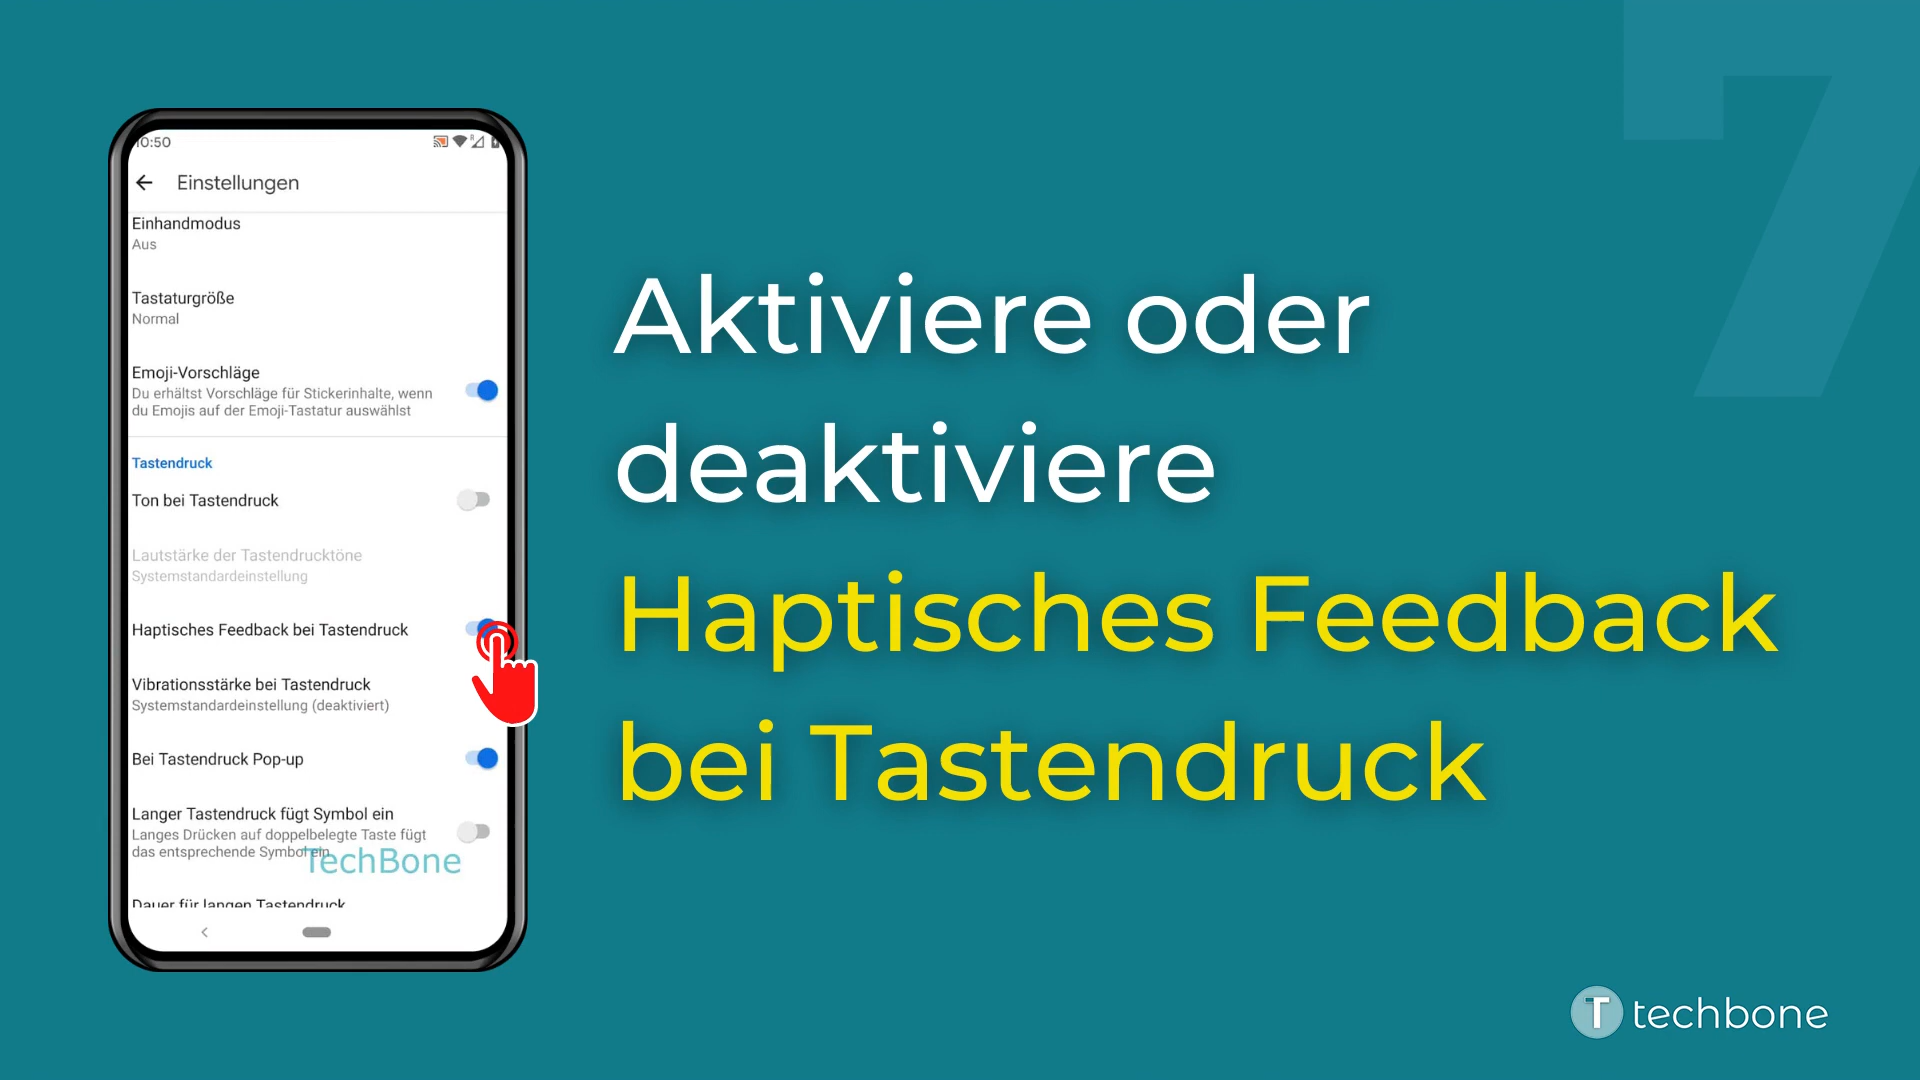 7
10:50
R
Einstellungen
Einhandmodus
Aus
Tastaturgröße
Normal
Emoji-Vorschläge
Du erhältst Vorschläge für Stickerinhalte, wenn
du Emojis auf der Emoji-Tastatur auswählst
Tastendruck
Ton bei Tastendruck
Lautstärke der Tastendrucktöne
Systemstandardeinstellung
Haptisches Feedback bei Tastendruck
Vibrationsstärke bei Tastendruck
Systemstandardeinstellung (deaktiviert)
Bei Tastendruck Pop-up
Langer Tastendruck fügt Symbol ein
Langes Drücken auf doppelbelegte Taste fügt
das entsprechende Symbol ein
TechBone
Dauer für langen Tastendruck
Aktiviere oder
deaktiviere
Haptisches Feedback
bei Tastendruck
T techbone